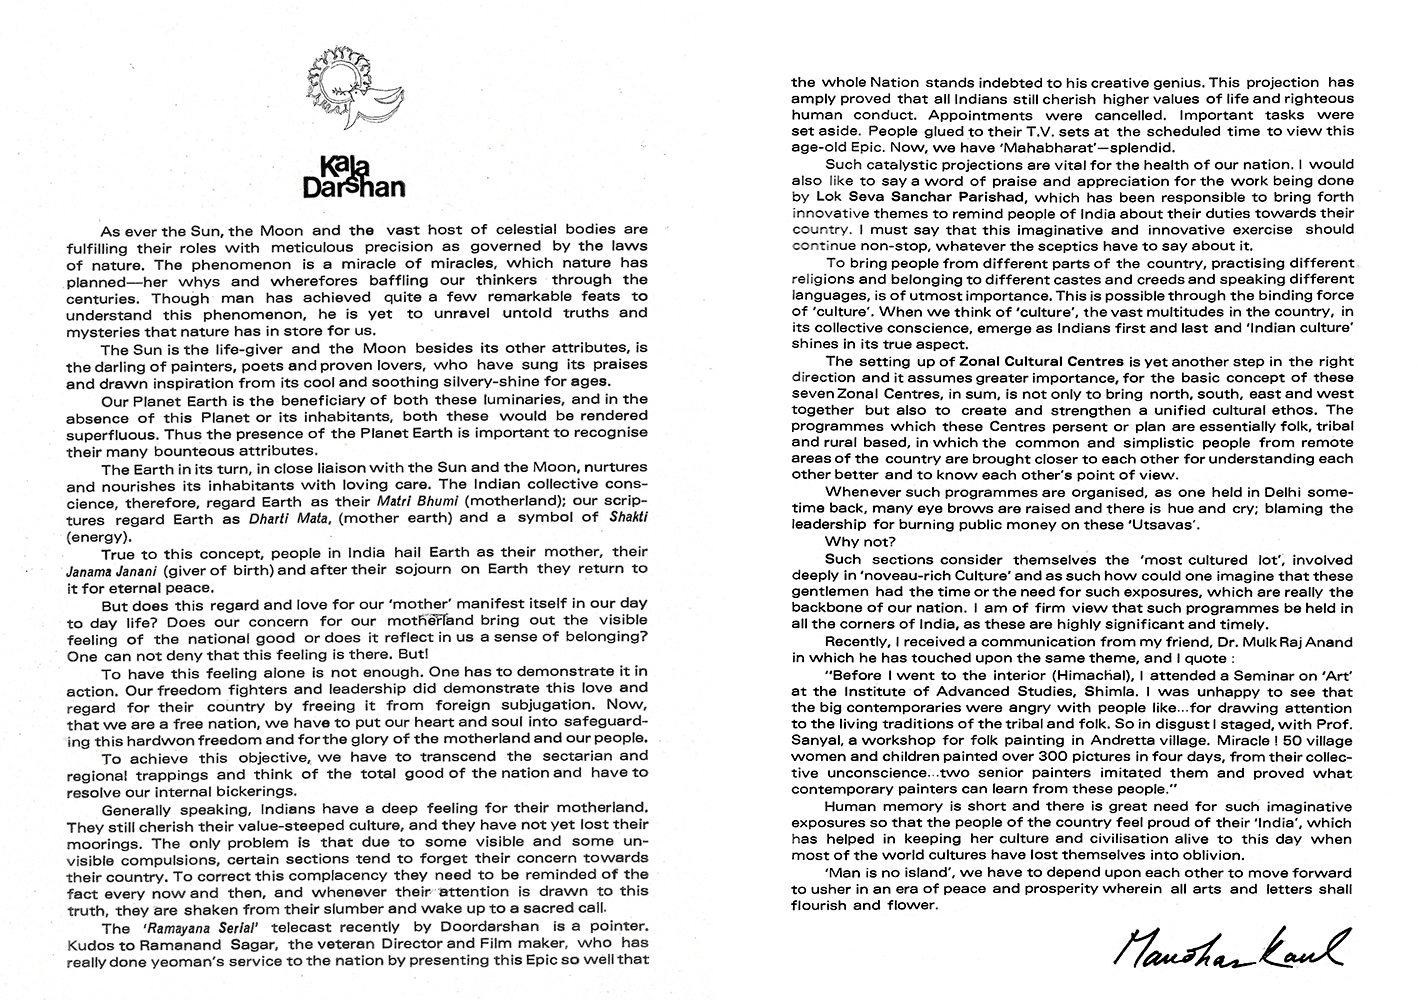 Kala
Darshan
As ever the Sun, the Moon and the vast host of celestial bodies are
fulfilling their roles with meticulous precision as governed by the laws
of nature. The phenomenon is a miracle of miracles, which nature has
planned—her whys and wherefores baffling our thinkers through the
centuries. Though man has achieved quite a few remarkable feats to
understand this phenomenon, he is yet to unravel untold truths and
mysteries that nature has in store for us.
The Sun is the life-giver and the Moon besides its other attributes, is
the darling of painters, poets and proven lovers, who have sung its praises
and drawn inspiration from its cool and soothing silvery-shine for ages.
Our Planet Earth is the beneficiary of both these luminaries, and in the
absence of this Planet or its inhabitants, both these would be rendered
superfluous. Thus the presence of the Planet Earth is important to recognise
their many bounteous attributes.
The Earth in its turn, in close liaison with the Sun and the Moon, nurtures
and nourishes its inhabitants with loving care. The Indian collective cons-
cience, therefore, regard Earth as their Matri Bhumi (motherland); our scrip-
tures regard Earth as Dharti Mata, (mother earth) and a symbol of Shakti
(energy).
True to this concept, people in India hail Earth as their mother, their
Janama Janani (giver of birth) and after their sojourn on Earth they return to
it for eternal peace.
But does this regard and love for our 'mother' manifest itself in our day
to day life? Does our concern for our motherland bring out the visible
feeling of the national good or does it reflect in us a sense of belonging?
One can not deny that this feeling is there. But!
To have this feeling alone is not enough. One has to demonstrate it in
action. Our freedom fighters and leadership did demonstrate this love and
regard for their country by freeing it from foreign subjugation. Now,
that we are a free nation, we have to put our heart and soul into safeguard-
ing this hardwon freedom and for the glory of the motherland and our people.
To achieve this objective, we have to transcend the sectarian and
regional trappings and think of the total good of the nation and have to
resolve our internal bickerings.
Generally speaking, Indians have a deep feeling for their motherland.
They still cherish their value-steeped culture, and they have not yet lost their
moorings. The only problem is that due to some visible and some un-
visible compulsions, certain sections tend to forget their concern towards
their country. To correct this complacency they need to be reminded of the
fact every now and then, and whenever their attention is drawn to this
truth, they are shaken from their slumber and wake up to a sacred call.
The 'Ramayana Serial' telecast recently by Doordarshan is a pointer.
Kudos to Ramanand Sagar, the veteran Director and Film maker, who has
really done yeoman's service to the nation by presenting this Epic so well that
the whole Nation stands indebted to his creative genius. This projection has
amply proved that all Indians still cherish higher values of life and righteous
human conduct. Appointments were cancelled. Important tasks were
set aside. People glued to their T.V. sets at the scheduled time to view this
age-old Epic. Now, we have 'Mahabharat'—splendid.
Such catalystic projections are vital for the health of our nation. I would
also like to say a word of praise and appreciation for the work being done
by Lok Seva Sanchar Parishad, which has been responsible to bring forth
innovative themes to remind people of India about their duties towards their
country. I must say that this imaginative and innovative exercise should
continue non-stop, whatever the sceptics have to say about it.
To bring people from different parts of the country, practising different
religions and belonging to different castes and creeds and speaking different
languages, is of utmost importance. This is possible through the binding force
of 'culture'. When we think of 'culture', the vast multitudes in the country, in
its collective conscience, emerge as Indians first and last and 'Indian culture'
shines in its true aspect.
The setting up of Zonal Cultural Centres is yet another step in the right
direction and it assumes greater importance, for the basic concept of these
seven Zonal Centres, in sum, is not only to bring north, south, east and west
together but also to create and strengthen a unified cultural ethos. The
programmes which these Centres persent or plan are essentially folk, tribal
and rural based, in which the common and simplistic people from remote
areas of the country are brought closer to each other for understanding each
other better and to know each other's point of view.
Whenever such programmes are organised, as one held in Delhi some-
time back, many eye brows are raised and there is hue and cry; blaming the
leadership for burning public money on these 'Utsavas'.
Why not?
Such sections consider themselves the 'most cultured lot', involved
deeply in 'noveau-rich Culture' and as such how could one imagine that these
gentlemen had the time or the need for such exposures, which are really the
backbone of our nation. I am of firm view that such programmes be held in
all the corners of India, as these are highly significant and timely.
Recently, I received a communication from my friend, Dr. Mulk Raj Anand
in which he has touched upon the same theme, and I quote :
"Before I went to the interior (Himachal), I attended a Seminar on 'Art'
at the Institute of Advanced Studies, Shimla. I was unhappy to see that
the big contemporaries were angry with people like...for drawing attention
to the living traditions of the tribal and folk. So in disgust I staged, with Prof.
Sanyal, a workshop for folk painting in Andretta village. Miracle ! 50 village
women and children painted over 300 pictures in four days, from their collec-
tive unconscience...two senior painters imitated them and proved what
contemporary painters can learn from these people."
Human memory is short and there is great need for such imaginative
exposures so that the people of the country feel proud of their 'India', which
has helped in keeping her culture and civilisation alive to this day when
most of the world cultures have lost themselves into oblivion.
'Man is no island', we have to depend upon each other to move forward
to usher in an era of peace and prosperity wherein all arts and letters shall
flourish and flower.
Manohar Kaul